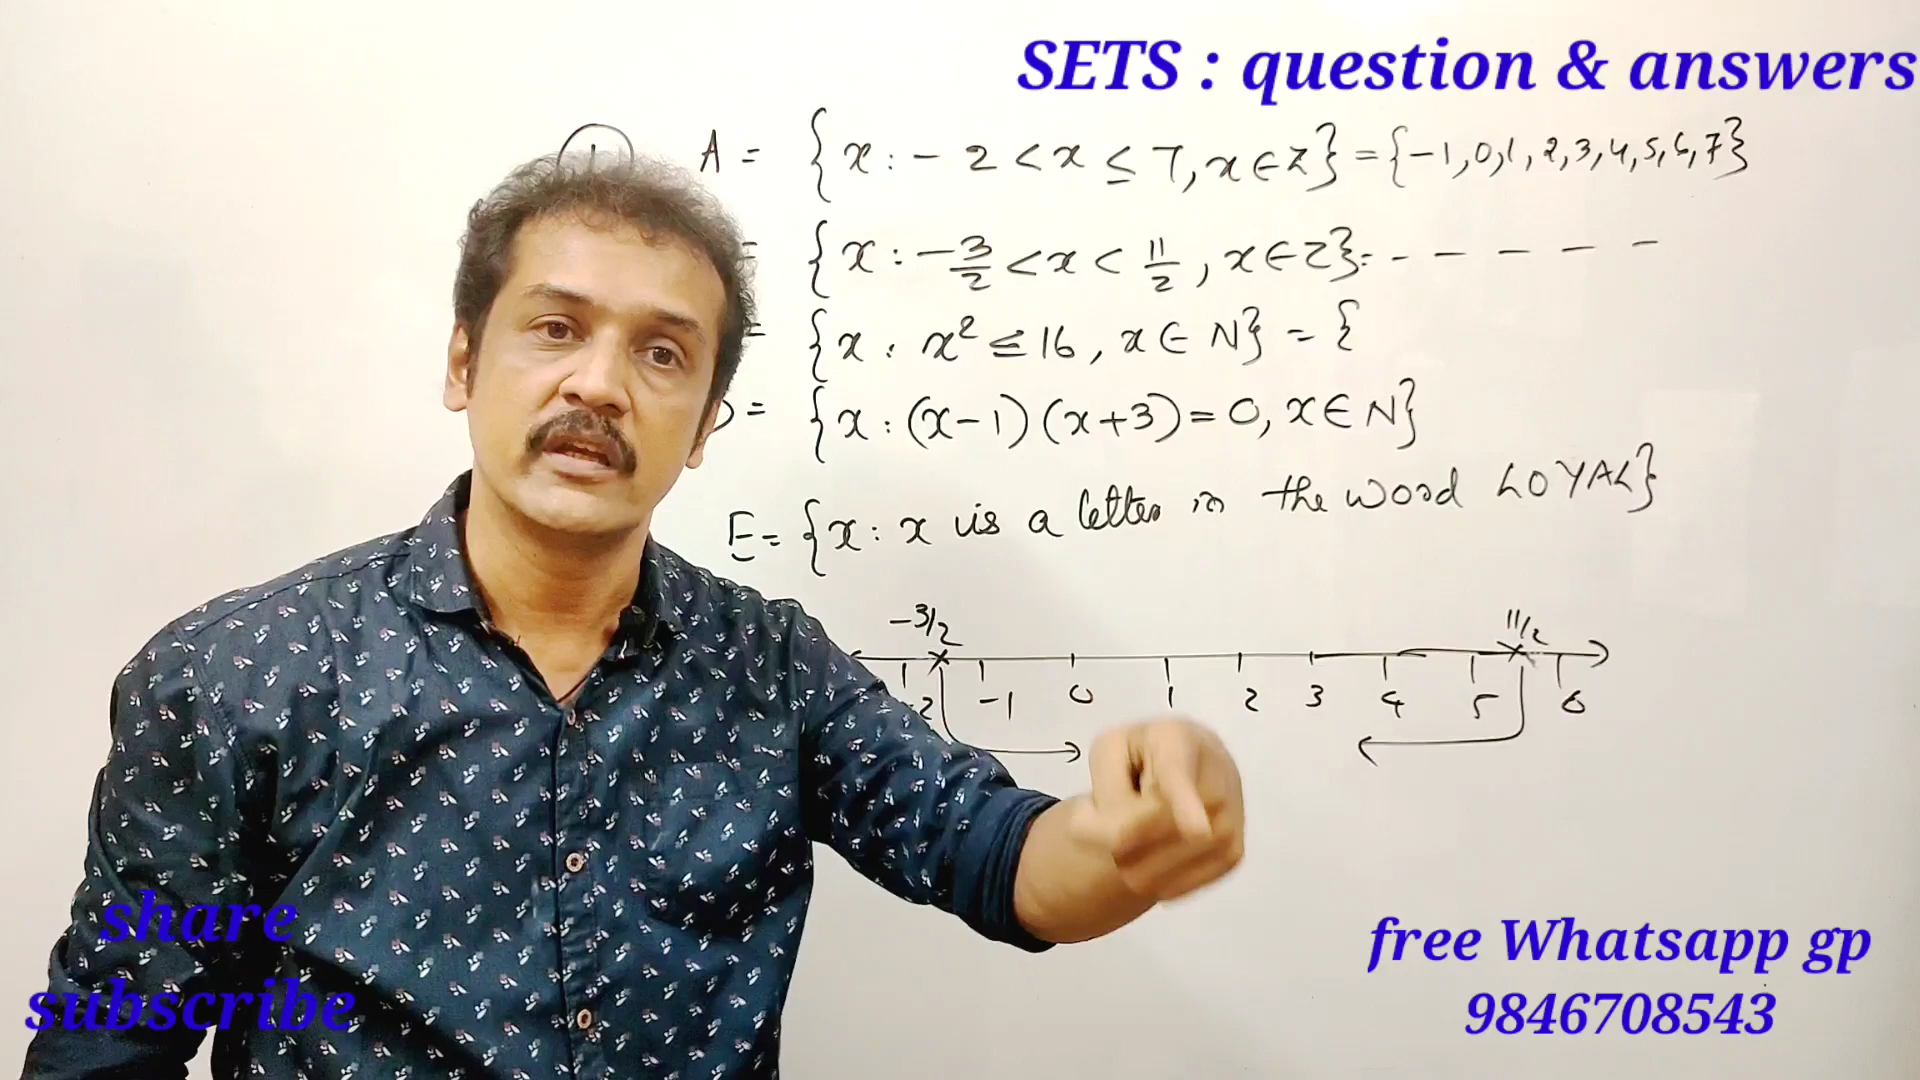 SETS : question & answers
1 A = {x : -2 < x ≤ 7, x ∈ Z} = {-1, 0, 1, 2, 3, 4, 5, 6, 7}
= {x : -3/2 < x < 11/2, x ∈ Z} = - - - - -
= {x : x² ≤ 16, x ∈ N} = {
= {x : (x-1)(x+3) = 0, x ∈ N}
E = {x : x is a letter in the word LOYAL}
-3/2 11/2
-2 -1 0 1 2 3 4 5 6
share
subscribe
free Whatsapp gp
9846708543